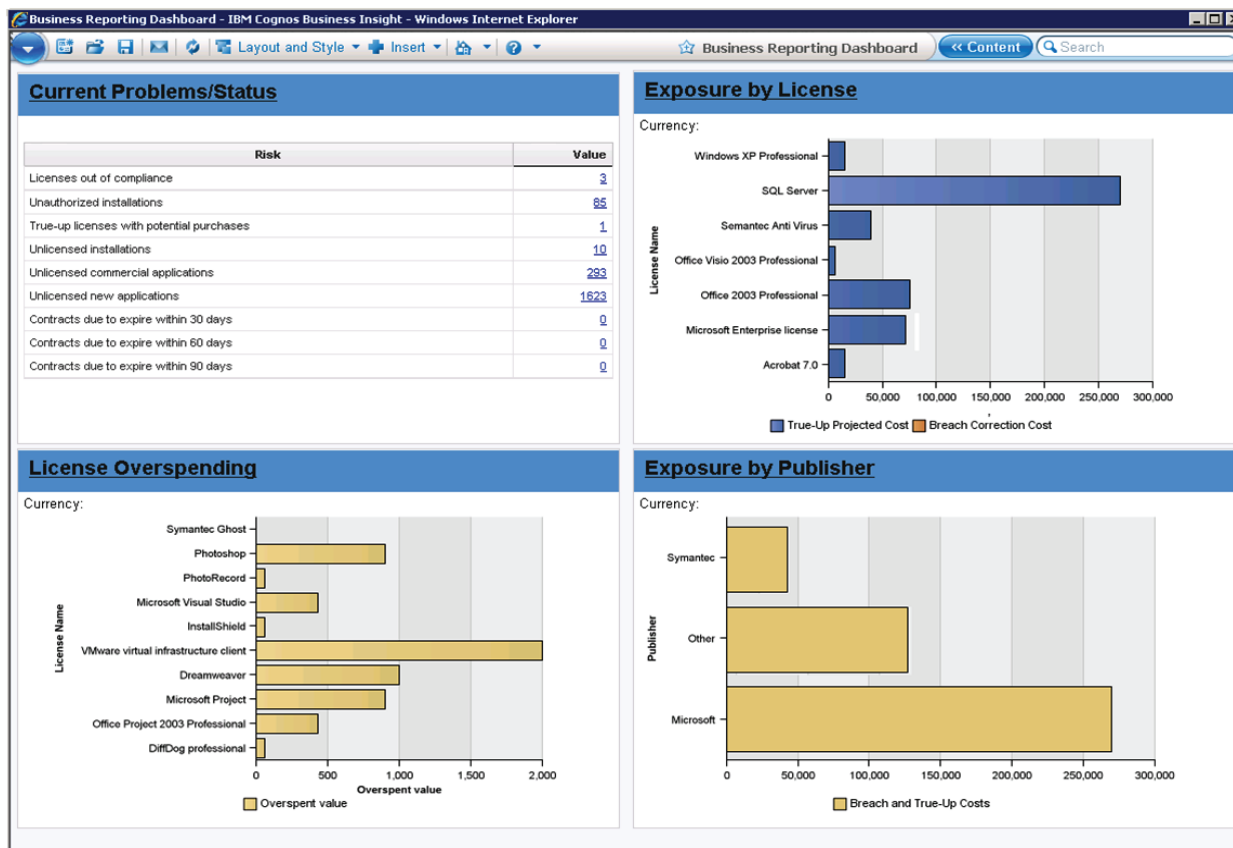 Business Reporting Dashboard - IBM Cognos Business Insight - Windows Internet Explorer
Layout and Style Insert Business Reporting Dashboard << Content Search
Current Problems/Status
Risk Value
Licenses out of compliance 3
Unauthorized installations 85
True-up licenses with potential purchases 1
Unlicensed installations 10
Unlicensed commercial applications 293
Unlicensed new applications 1623
Contracts due to expire within 30 days 0
Contracts due to expire within 60 days 0
Contracts due to expire within 90 days 0
Exposure by License
Currency:
License Name
Windows XP Professional
SQL Server
Semantec Anti Virus
Office Visio 2003 Professional
Office 2003 Professional
Microsoft Enterprise license
Acrobat 7.0
0 50,000 100,000 150,000 200,000 250,000 300,000
True-Up Projected Cost Breach Correction Cost
License Overspending
Currency:
License Name
Symantec Ghost
Photoshop
PhotoRecord
Microsoft Visual Studio
InstallShield
VMware virtual infrastructure client
Dreamweaver
Microsoft Project
Office Project 2003 Professional
DiffDog professional
0 500 1,000 1,500 2,000
Overspent value
Overspent value
Exposure by Publisher
Currency:
Publisher
Symantec
Other
Microsoft
0 50,000 100,000 150,000 200,000 250,000 300,000
Breach and True-Up Costs